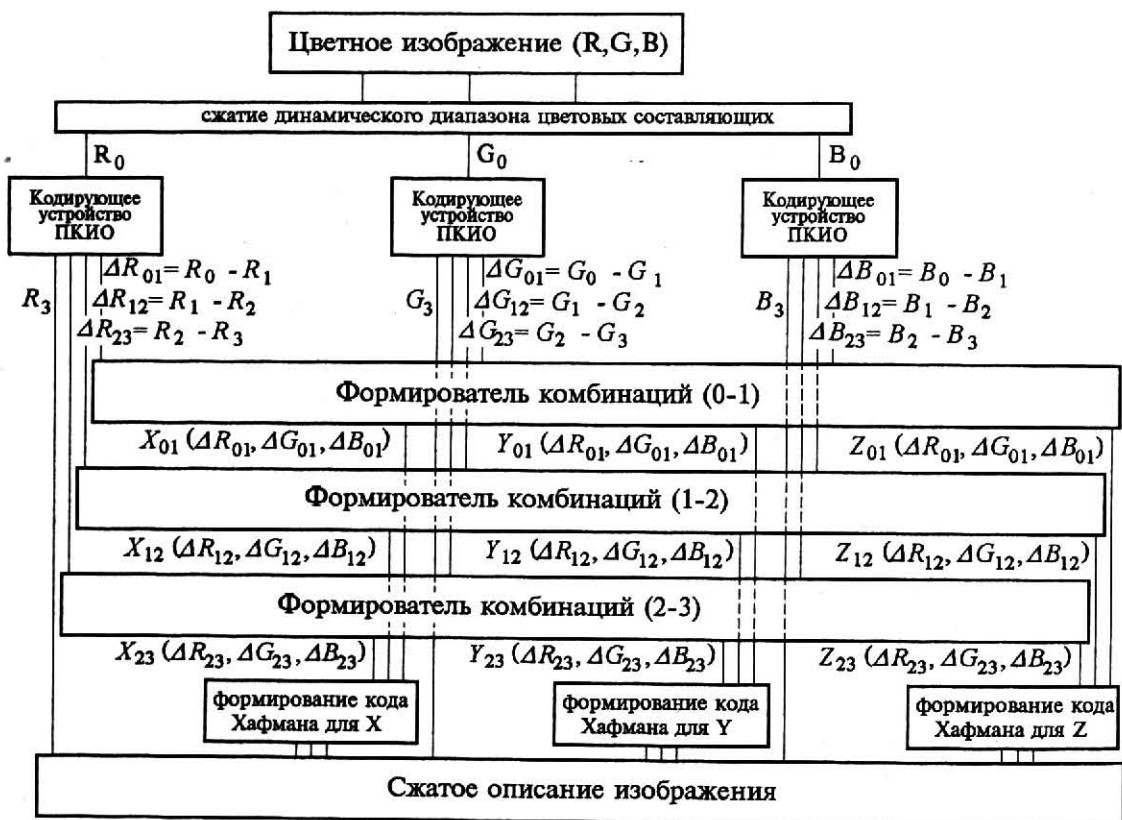 Цветное изображение (R,G,B)
сжатие динамического диапазона цветовых составляющих
R₀ G₀ B₀
Кодирующее
устройство
ПКИО
Кодирующее
устройство
ПКИО
Кодирующее
устройство
ПКИО
R₃
ΔR₀₁= R₀ - R₁
ΔR₁₂= R₁ - R₂
ΔR₂₃= R₂ - R₃
G₃
ΔG₀₁= G₀ - G₁
ΔG₁₂= G₁ - G₂
ΔG₂₃= G₂ - G₃
B₃
ΔB₀₁= B₀ - B₁
ΔB₁₂= B₁ - B₂
ΔB₂₃= B₂ - B₃
Формирователь комбинаций (0-1)
X₀₁ (ΔR₀₁, ΔG₀₁, ΔB₀₁) Y₀₁ (ΔR₀₁, ΔG₀₁, ΔB₀₁) Z₀₁ (ΔR₀₁, ΔG₀₁, ΔB₀₁)
Формирователь комбинаций (1-2)
X₁₂ (ΔR₁₂, ΔG₁₂, ΔB₁₂) Y₁₂ (ΔR₁₂, ΔG₁₂, ΔB₁₂) Z₁₂ (ΔR₁₂, ΔG₁₂, ΔB₁₂)
Формирователь комбинаций (2-3)
X₂₃ (ΔR₂₃, ΔG₂₃, ΔB₂₃) Y₂₃ (ΔR₂₃, ΔG₂₃, ΔB₂₃) Z₂₃ (ΔR₂₃, ΔG₂₃, ΔB₂₃)
формирование кода
Хафмана для X
формирование кода
Хафмана для Y
формирование кода
Хафмана для Z
Сжатое описание изображения